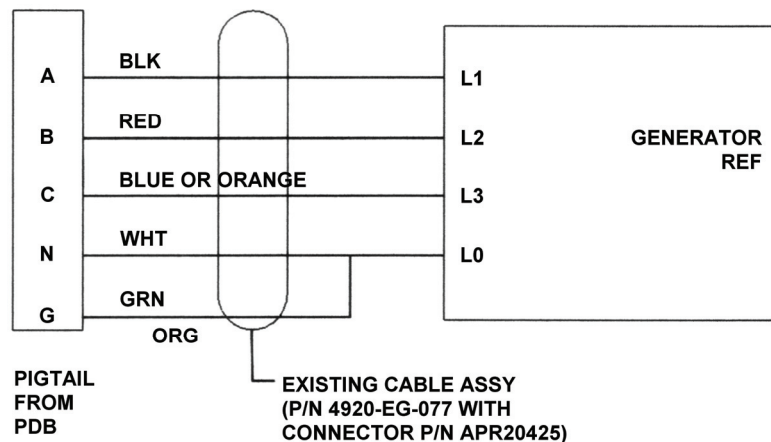 A BLK L1
B RED L2
GENERATOR
REF
C BLUE OR ORANGE L3
N WHT L0
G GRN
ORG
PIGTAIL
FROM
PDB
EXISTING CABLE ASSY
(P/N 4920-EG-077 WITH
CONNECTOR P/N APR20425)